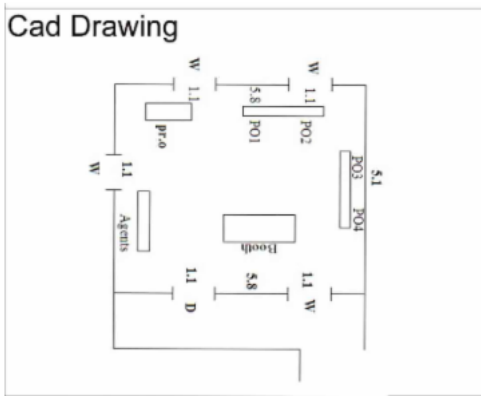 Cad Drawing
W
W
1.1
5.8
1.1
pr.o
PO1
PO2
W
1.1
PO3
5.1
PO4
Agents
Booth
1.1
5.8
1.1
D
W